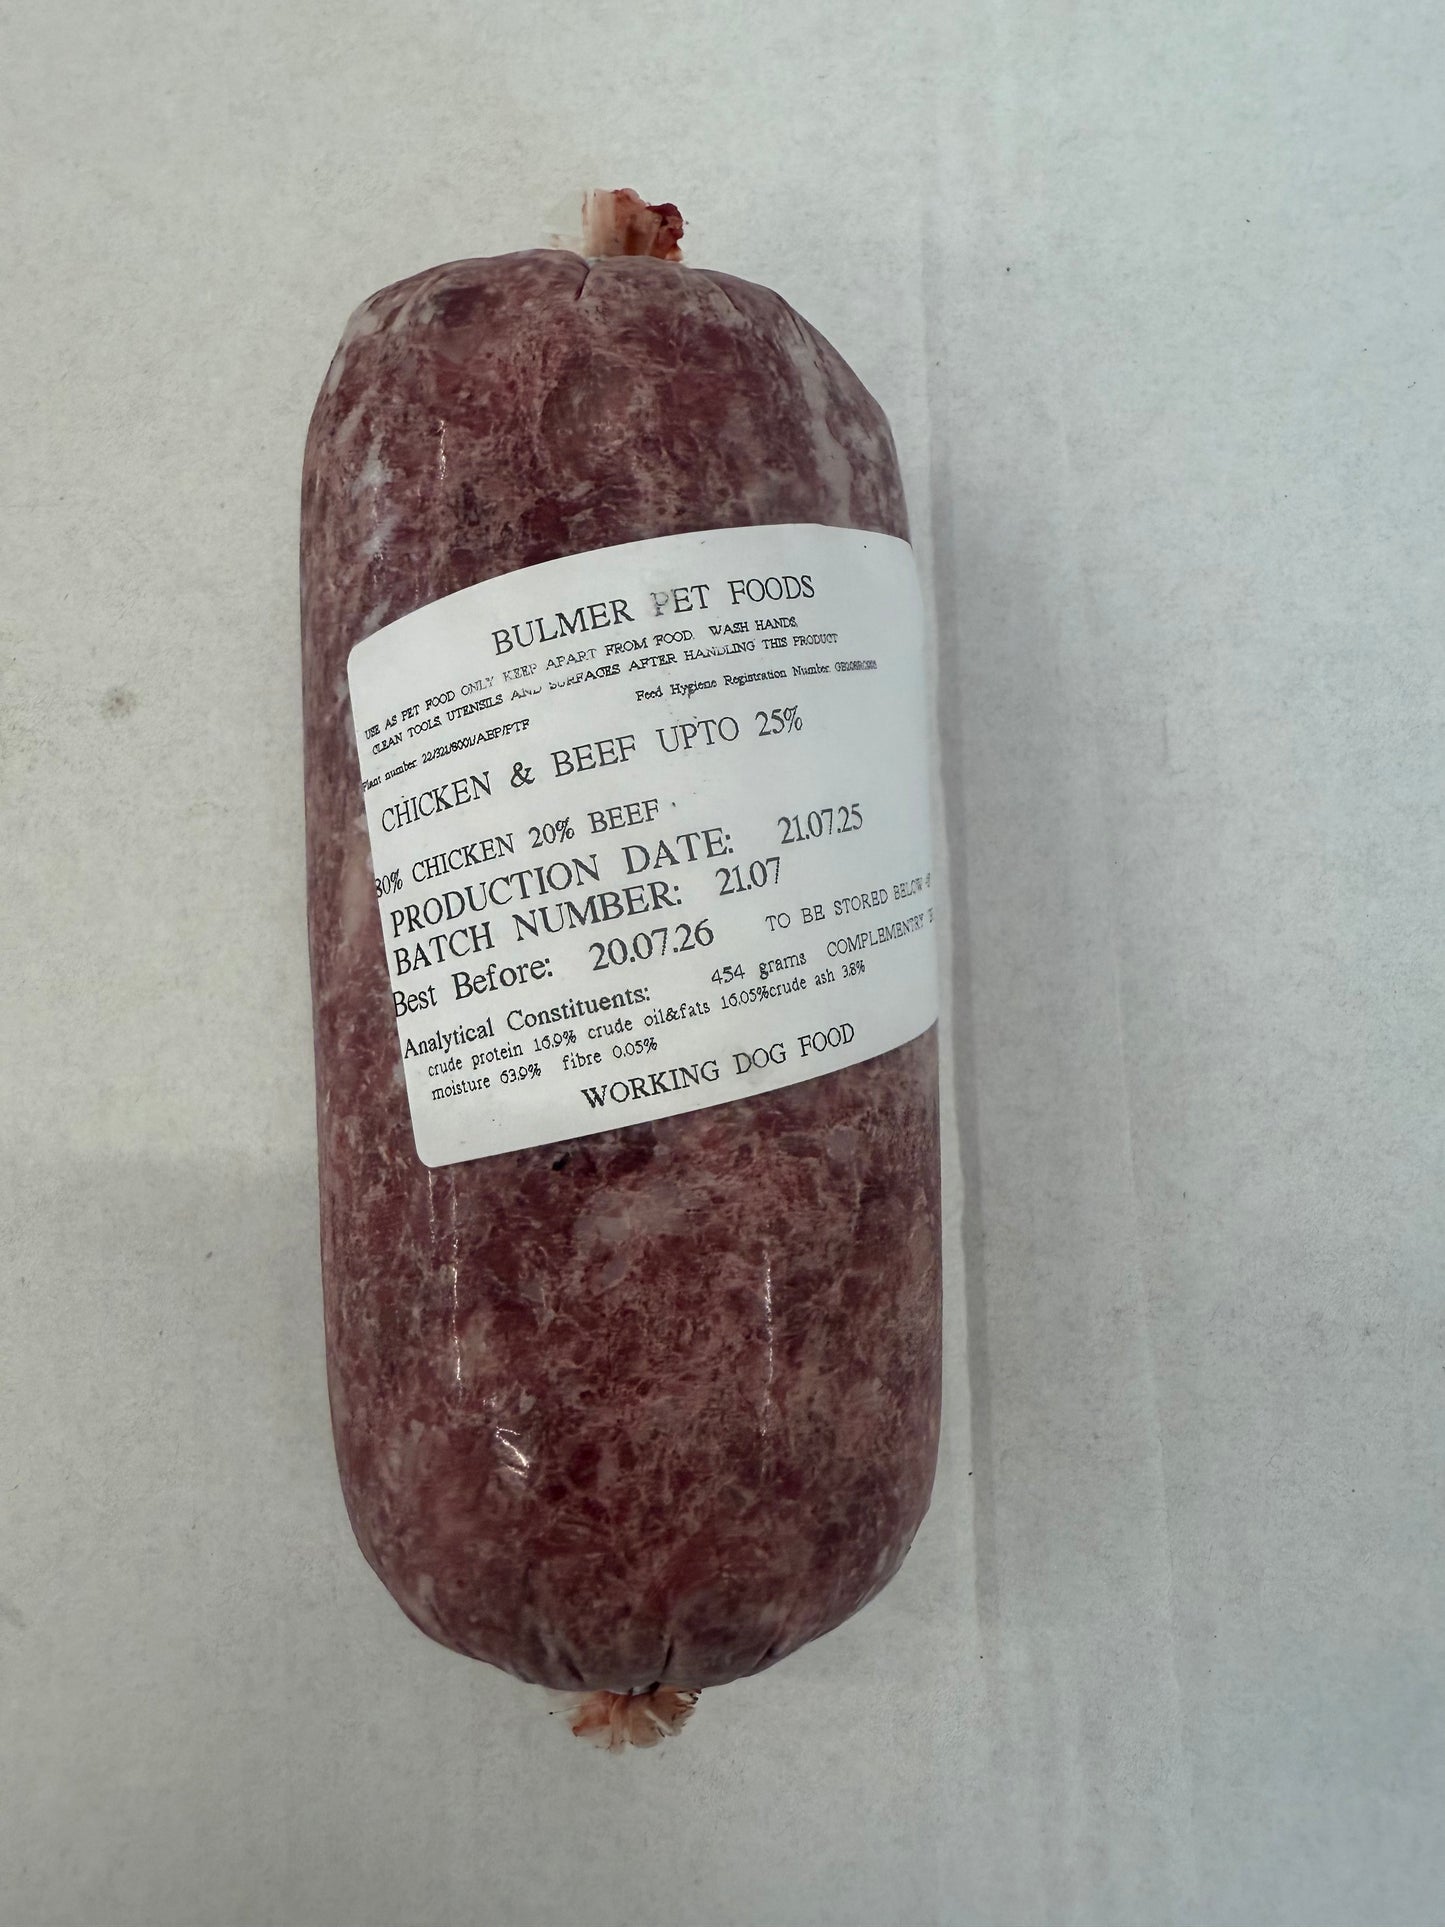 BULMER PET FOODS
USE AS PET FOOD ONLY KEEP APART FROM FOOD. WASH HANDS,
CLEAN TOOLS, UTENSILS AND SURFACES AFTER HANDLING THIS PRODUCT
Feed Hygiene Registration Number
Plant number 22/321/8001/ABP/PTF
CHICKEN & BEEF UPTO 25%
80% CHICKEN 20% BEEF
PRODUCTION DATE: 21.07.25
BATCH NUMBER: 21.07
Best Before: 20.07.26 TO BE STORED BELOW
Analytical Constituents: 454 grams COMPLEMENTRY
crude protein 16.9% crude oil&fats 16.05%crude ash 3.8%
moisture 63.9% fibre 0.05%
WORKING DOG FOOD